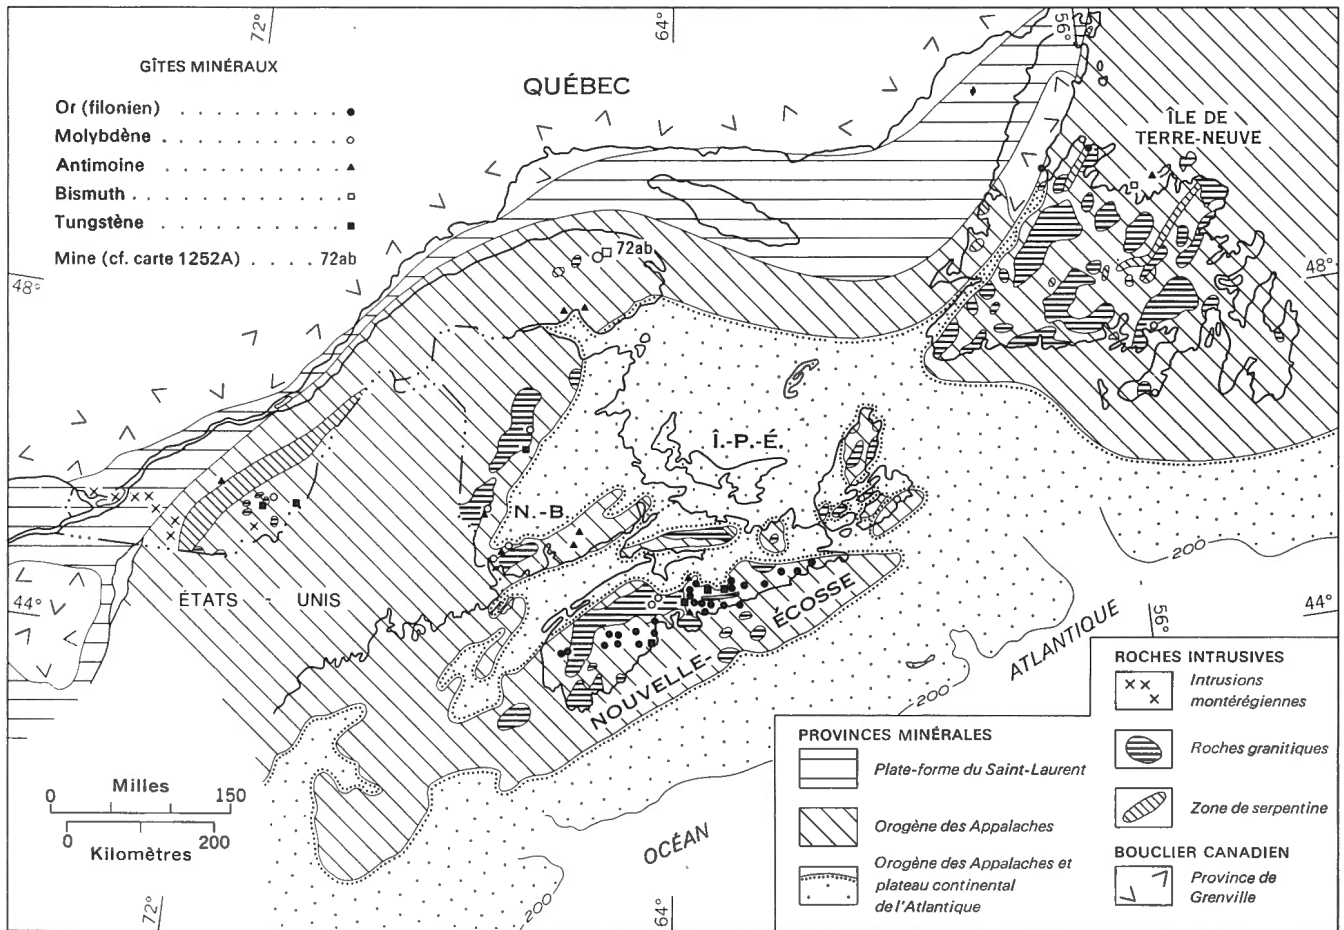 72°
64°
56°
GÎTES MINÉRAUX
Or (filonien) . . . . . . . . . . . ●
Molybdène . . . . . . . . . . . . ○
Antimoine . . . . . . . . . . . ▲
Bismuth . . . . . . . . . . . . . □
Tungstène . . . . . . . . . . . ■
Mine (cf. carte 1252A) . . . . 72ab
QUÉBEC
ÎLE DE
TERRE-NEUVE
72ab
48°
48°
Î.-P.-É.
N.-B.
ÉTATS - UNIS
44°
44°
NOUVELLE-
ÉCOSSE
200
200
200
56°
OCÉAN
ATLANTIQUE
Milles
0 150
0 200
Kilomètres
72°
64°
PROVINCES MINÉRALES
Plate-forme du Saint-Laurent
Orogène des Appalaches
Orogène des Appalaches et
plateau continental
de l'Atlantique
ROCHES INTRUSIVES
Intrusions
montérégiennes
Roches granitiques
Zone de serpentine
BOUCLIER CANADIEN
Province de
Grenville